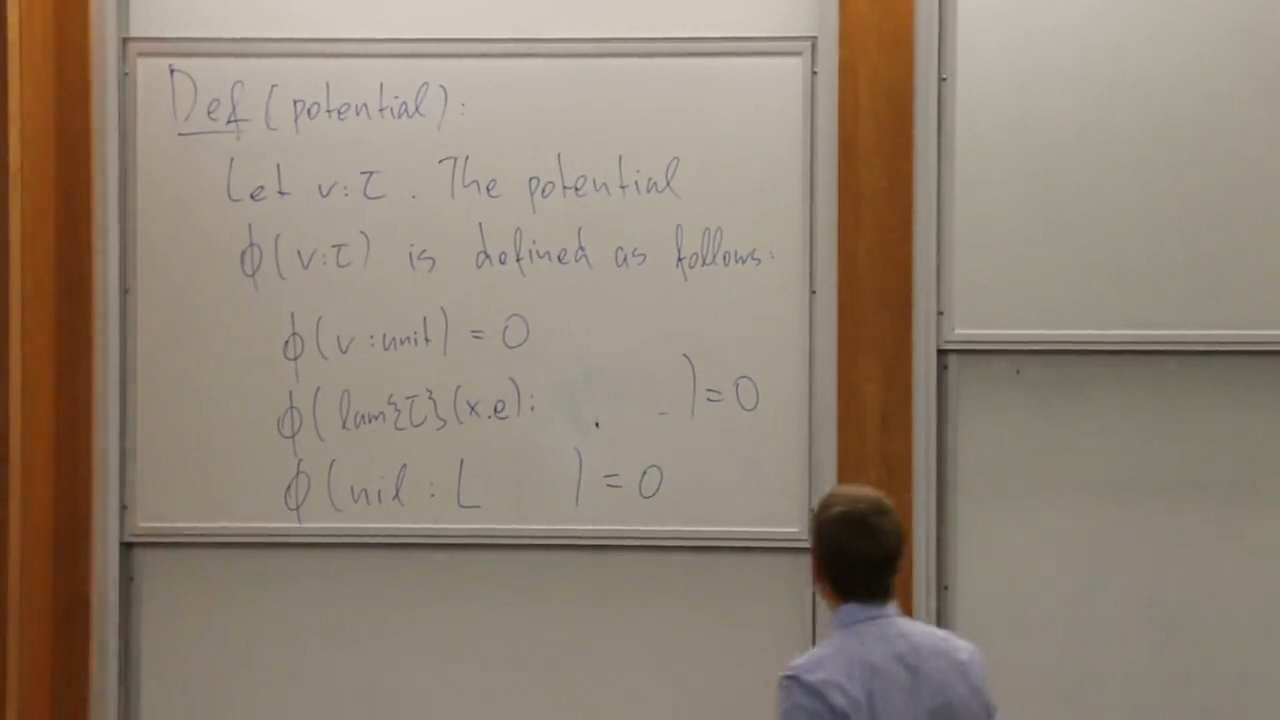 Def (potential):
Let v:τ. The potential
ϕ(v:τ) is defined as follows:
ϕ(v:unit) = 0
ϕ(lam{τ}(x.e): ) = 0
ϕ(nil : L ) = 0